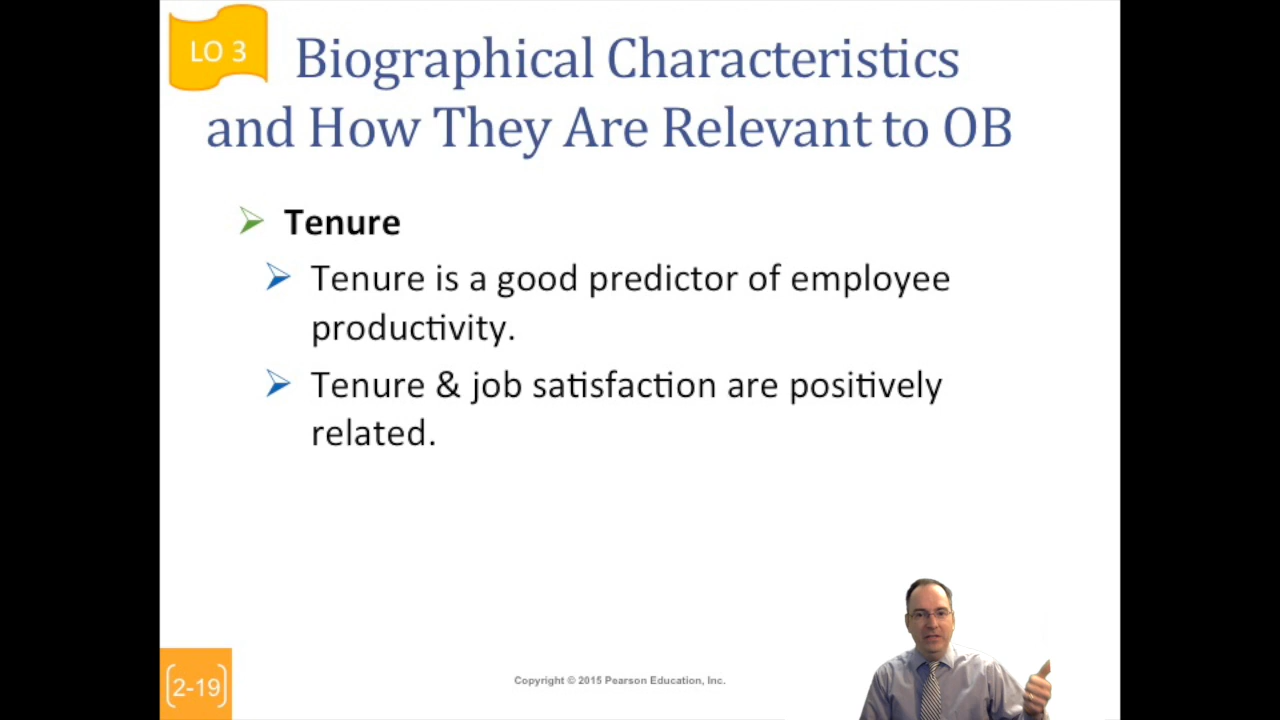 LO 3
Biographical Characteristics
and How They Are Relevant to OB
Tenure
Tenure is a good predictor of employee
productivity.
Tenure & job satisfaction are positively
related.
2-19
Copyright © 2015 Pearson Education, Inc.